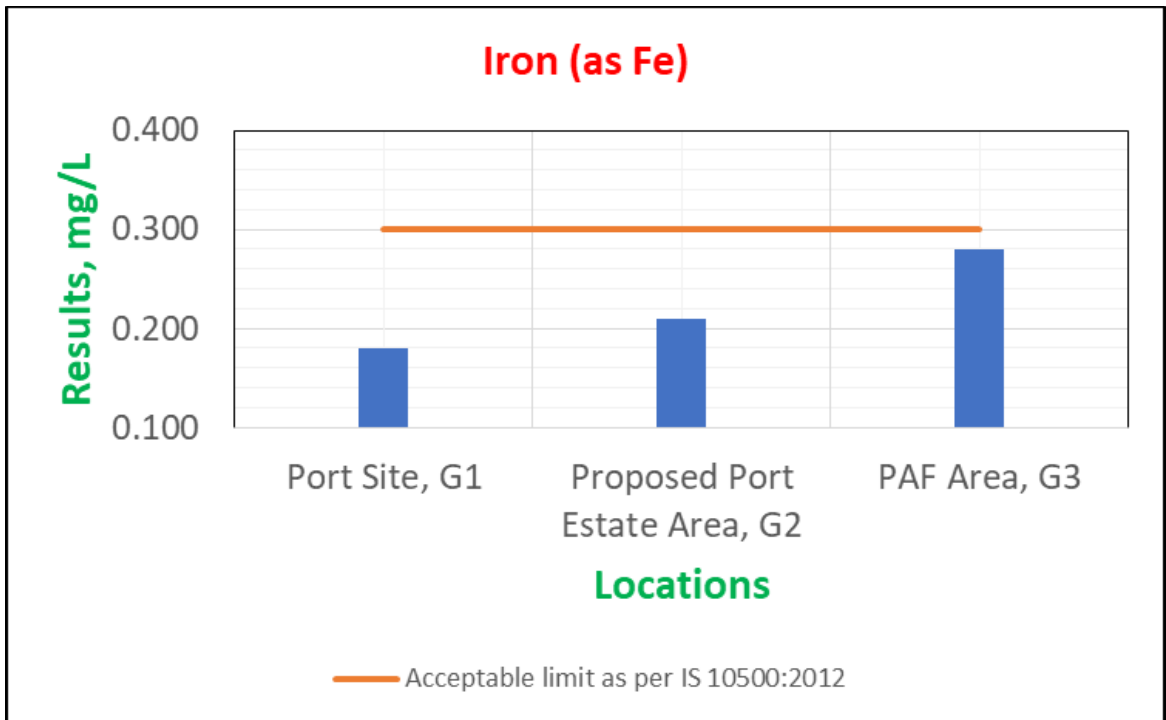 Iron (as Fe)
Results, mg/L
0.400
0.300
0.200
0.100
Port Site, G1
Proposed Port
Estate Area, G2
PAF Area, G3
Locations
Acceptable limit as per IS 10500:2012